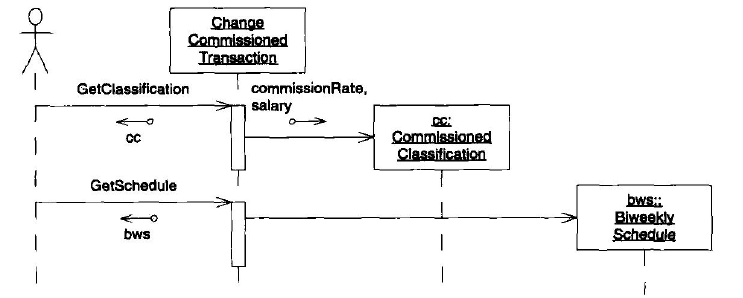 Change
Commissioned
Transaction
GetClassification
commissionRate,
salary
cc
cc:
Commissioned
Classification
GetSchedule
bws
bws::
Biweekly
Schedule